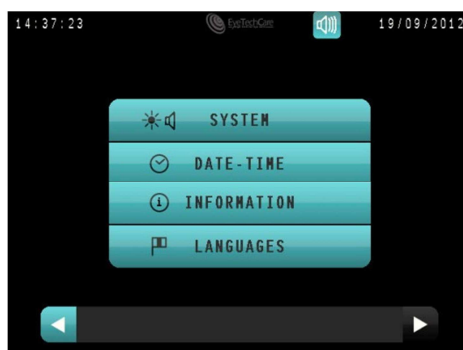 14:37:23 EyeTechCare 19/09/2012
SYSTEM
DATE-TIME
INFORMATION
LANGUAGES